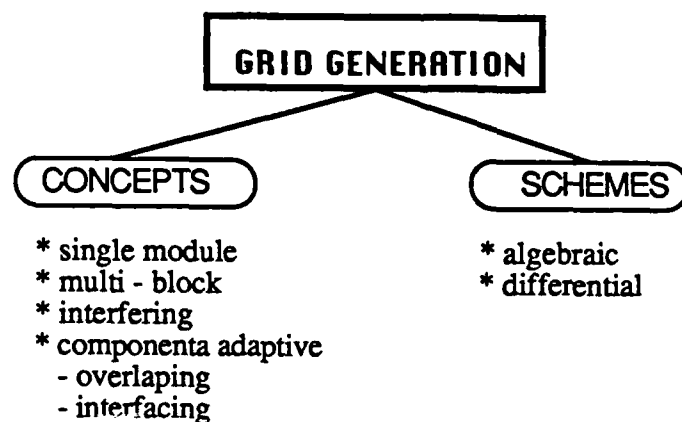 GRID GENERATION
CONCEPTS
* single module
* multi - block
* interfering
* componenta adaptive
- overlaping
- interfacing
SCHEMES
* algebraic
* differential